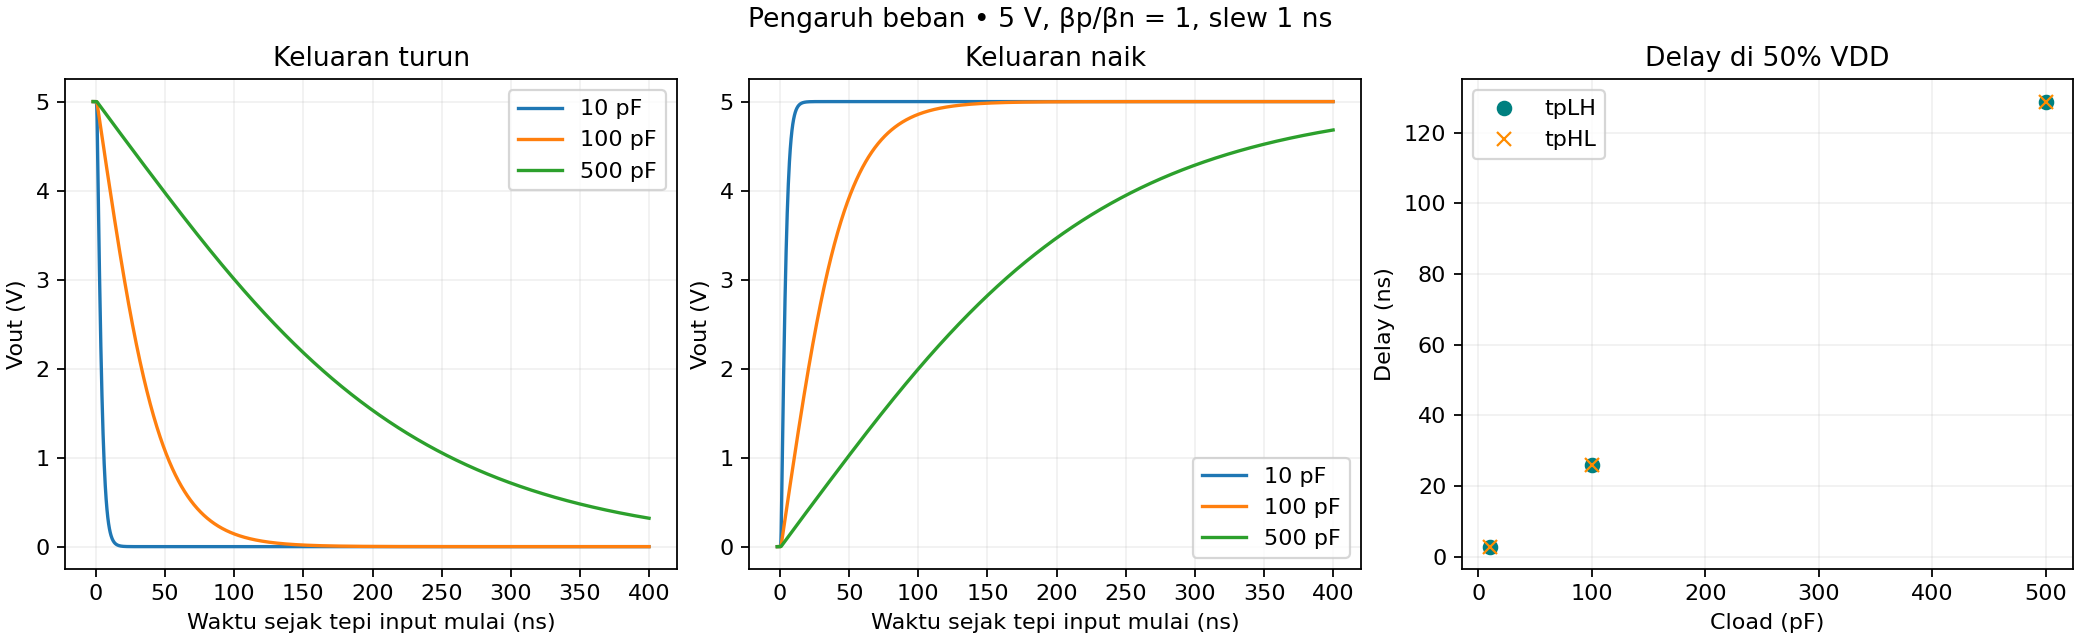 Pengaruh beban • 5 V, βp/βn = 1, slew 1 ns
Keluaran turun
Vout (V)
5
4
3
2
1
0
10 pF
100 pF
500 pF
0 50 100 150 200 250 300 350 400
Waktu sejak tepi input mulai (ns)
Keluaran naik
Vout (V)
5
4
3
2
1
0
10 pF
100 pF
500 pF
0 50 100 150 200 250 300 350 400
Waktu sejak tepi input mulai (ns)
Delay di 50% VDD
Delay (ns)
tpLH
tpHL
120
100
80
60
40
20
0
0 100 200 300 400 500
Cload (pF)